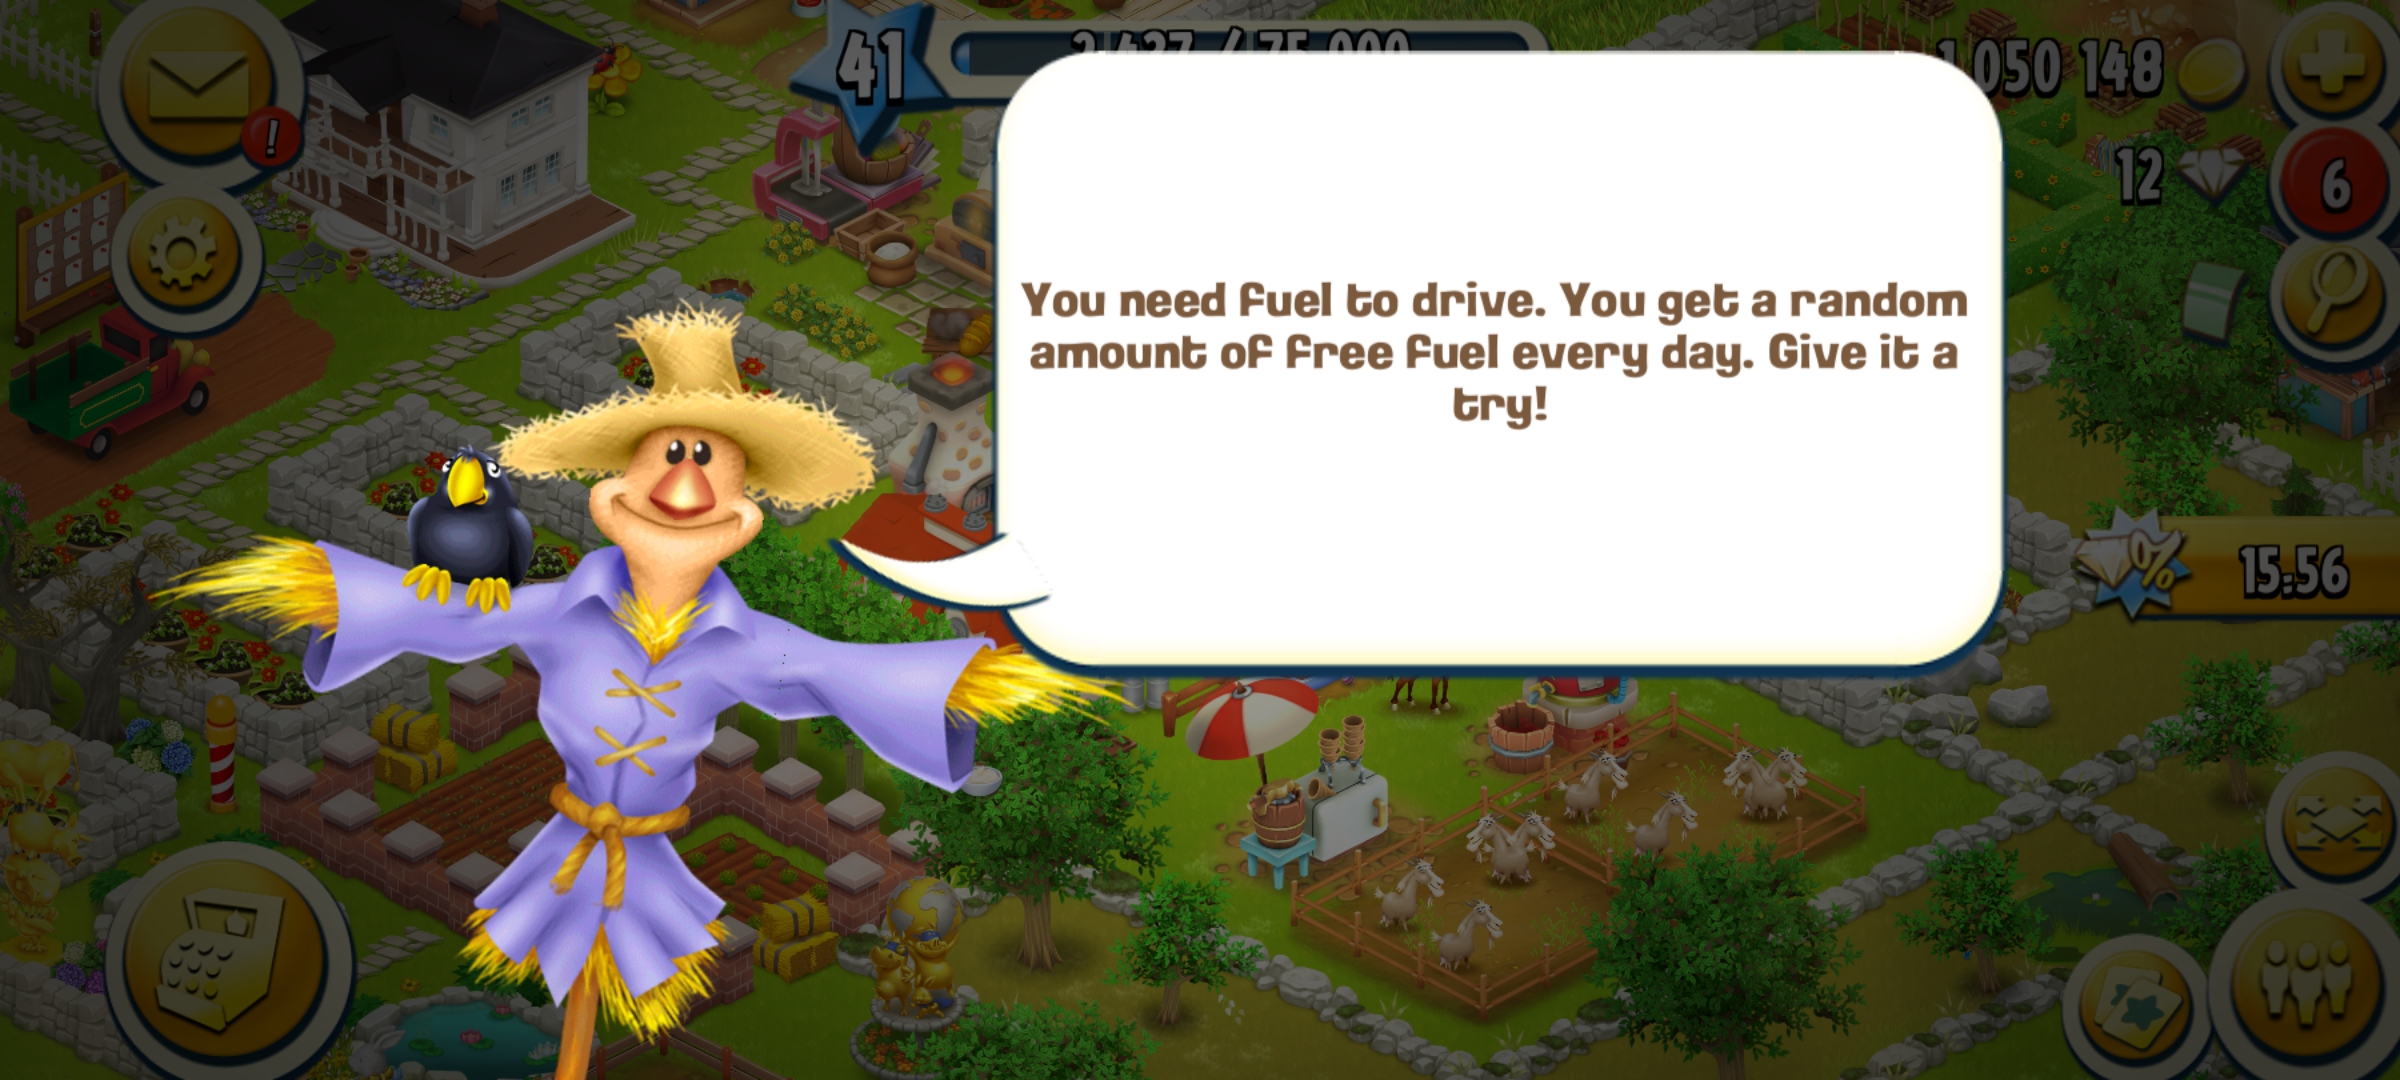 41
1 050 148
12
6
You need fuel to drive. You get a random
amount of free fuel every day. Give it a
try!
%
15:56